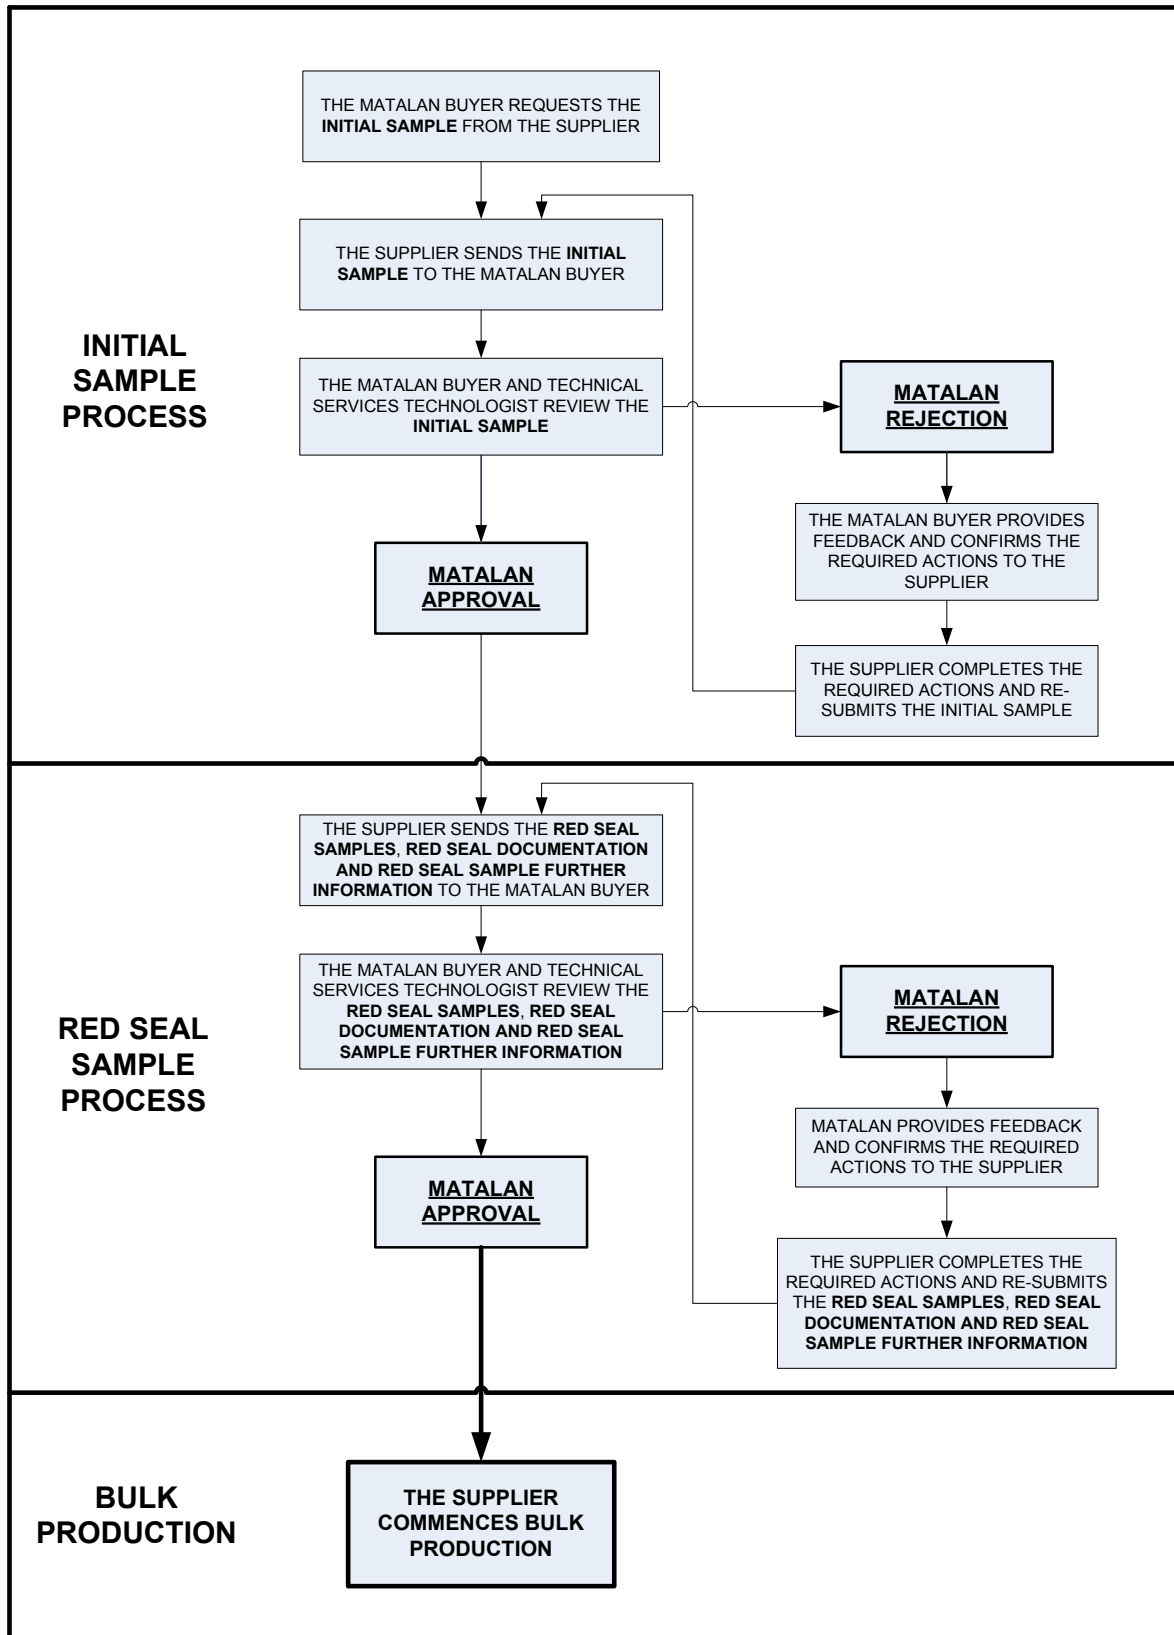 THE MATALAN BUYER REQUESTS THE
INITIAL SAMPLE FROM THE SUPPLIER
THE SUPPLIER SENDS THE INITIAL
SAMPLE TO THE MATALAN BUYER
INITIAL
SAMPLE
PROCESS
THE MATALAN BUYER AND TECHNICAL
SERVICES TECHNOLOGIST REVIEW THE
INITIAL SAMPLE
MATALAN
REJECTION
THE MATALAN BUYER PROVIDES
FEEDBACK AND CONFIRMS THE
REQUIRED ACTIONS TO THE
SUPPLIER
MATALAN
APPROVAL
THE SUPPLIER COMPLETES THE
REQUIRED ACTIONS AND RE-
SUBMITS THE INITIAL SAMPLE
THE SUPPLIER SENDS THE RED SEAL
SAMPLES, RED SEAL DOCUMENTATION
AND RED SEAL SAMPLE FURTHER
INFORMATION TO THE MATALAN BUYER
RED SEAL
SAMPLE
PROCESS
THE MATALAN BUYER AND TECHNICAL
SERVICES TECHNOLOGIST REVIEW THE
RED SEAL SAMPLES, RED SEAL
DOCUMENTATION AND RED SEAL
SAMPLE FURTHER INFORMATION
MATALAN
REJECTION
MATALAN PROVIDES FEEDBACK
AND CONFIRMS THE REQUIRED
ACTIONS TO THE SUPPLIER
MATALAN
APPROVAL
THE SUPPLIER COMPLETES THE
REQUIRED ACTIONS AND RE-SUBMITS
THE RED SEAL SAMPLES, RED SEAL
DOCUMENTATION AND RED SEAL
SAMPLE FURTHER INFORMATION
BULK
PRODUCTION
THE SUPPLIER
COMMENCES BULK
PRODUCTION